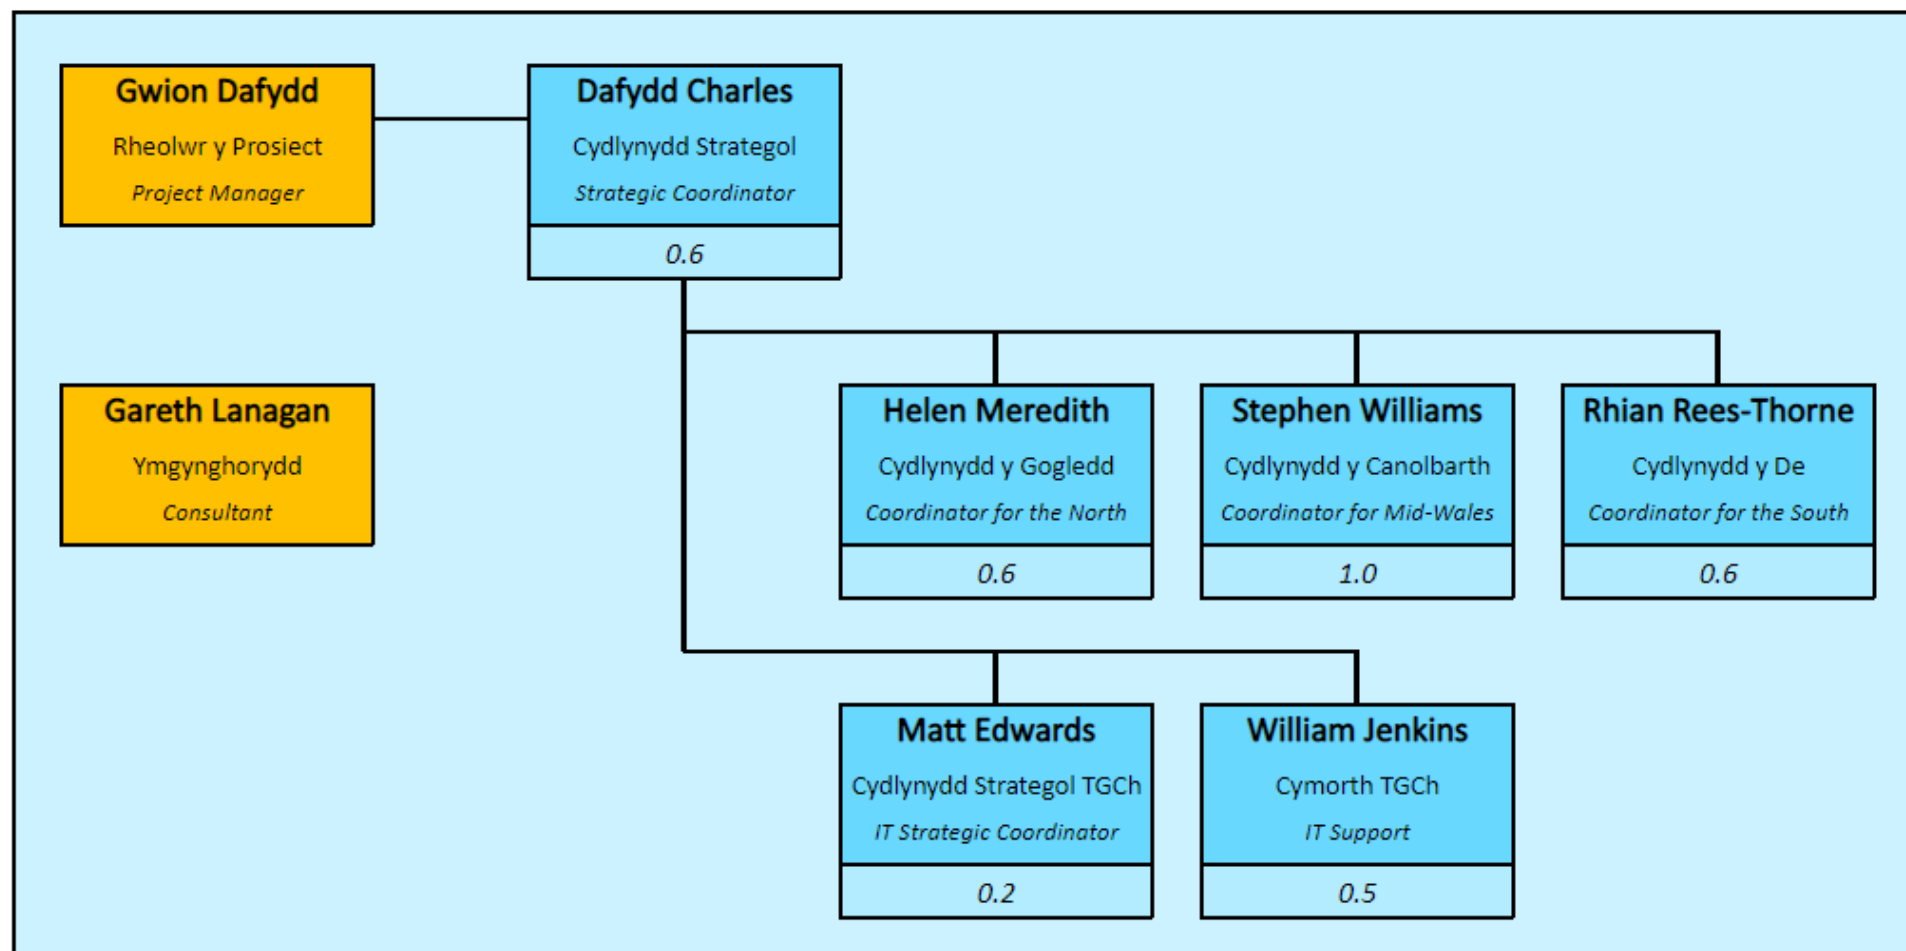 Gwion Dafydd
Rheolwr y Prosiect
Project Manager
Dafydd Charles
Cydlynydd Strategol
Strategic Coordinator
0.6
Gareth Lanagan
Ymgynghorydd
Consultant
Helen Meredith
Cydlynydd y Gogledd
Coordinator for the North
0.6
Stephen Williams
Cydlynydd y Canolbarth
Coordinator for Mid-Wales
1.0
Rhian Rees-Thorne
Cydlynydd y De
Coordinator for the South
0.6
Matt Edwards
Cydlynydd Strategol TGCh
IT Strategic Coordinator
0.2
William Jenkins
Cymorth TGCh
IT Support
0.5